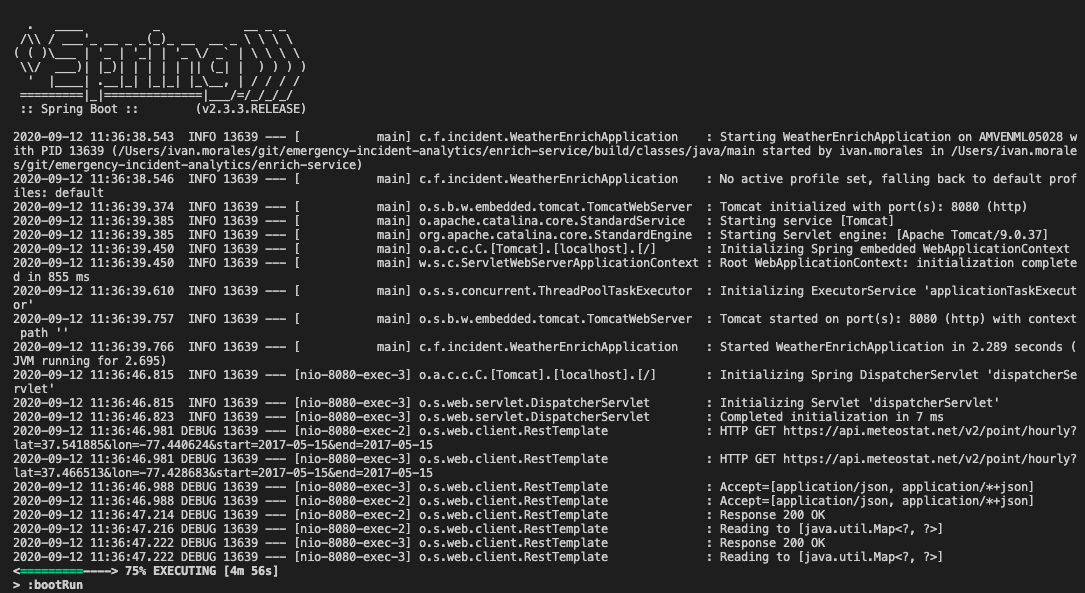 .   ____          _            __ _ _
 /\\ / ___'_ __ _ _(_)_ __  __ _ \ \ \ \
( ( )\___ | '_ | '_| | '_ \/ _` | \ \ \ \
 \\/  ___)| |_)| | | | | || (_| |  ) ) ) )
  '  |____| .__|_| |_|_| |_\__, | / / / /
 =========|_|==============|___/=/_/_/_/
 :: Spring Boot ::        (v2.3.3.RELEASE)
2020-09-12 11:36:38.543  INFO 13639 --- [           main] c.f.incident.WeatherEnrichApplication    : Starting WeatherEnrichApplication on AMVENML05028 w
ith PID 13639 (/Users/ivan.morales/git/emergency-incident-analytics/enrich-service/build/classes/java/main started by ivan.morales in /Users/ivan.morale
s/git/emergency-incident-analytics/enrich-service)
2020-09-12 11:36:38.546  INFO 13639 --- [           main] c.f.incident.WeatherEnrichApplication    : No active profile set, falling back to default prof
iles: default
2020-09-12 11:36:39.374  INFO 13639 --- [           main] o.s.b.w.embedded.tomcat.TomcatWebServer  : Tomcat initialized with port(s): 8080 (http)
2020-09-12 11:36:39.385  INFO 13639 --- [           main] o.apache.catalina.core.StandardService   : Starting service [Tomcat]
2020-09-12 11:36:39.385  INFO 13639 --- [           main] org.apache.catalina.core.StandardEngine  : Starting Servlet engine: [Apache Tomcat/9.0.37]
2020-09-12 11:36:39.450  INFO 13639 --- [           main] o.a.c.c.C.[Tomcat].[localhost].[/]       : Initializing Spring embedded WebApplicationContext
2020-09-12 11:36:39.450  INFO 13639 --- [           main] w.s.c.ServletWebServerApplicationContext : Root WebApplicationContext: initialization complete
d in 855 ms
2020-09-12 11:36:39.610  INFO 13639 --- [           main] o.s.s.concurrent.ThreadPoolTaskExecutor  : Initializing ExecutorService 'applicationTaskExecut
or'
2020-09-12 11:36:39.757  INFO 13639 --- [           main] o.s.b.w.embedded.tomcat.TomcatWebServer  : Tomcat started on port(s): 8080 (http) with context
 path ''
2020-09-12 11:36:39.766  INFO 13639 --- [           main] c.f.incident.WeatherEnrichApplication    : Started WeatherEnrichApplication in 2.289 seconds (
JVM running for 2.695)
2020-09-12 11:36:46.815  INFO 13639 --- [nio-8080-exec-3] o.a.c.c.C.[Tomcat].[localhost].[/]       : Initializing Spring DispatcherServlet 'dispatcherSe
rvlet'
2020-09-12 11:36:46.815  INFO 13639 --- [nio-8080-exec-3] o.s.web.servlet.DispatcherServlet        : Initializing Servlet 'dispatcherServlet'
2020-09-12 11:36:46.823  INFO 13639 --- [nio-8080-exec-3] o.s.web.servlet.DispatcherServlet        : Completed initialization in 7 ms
2020-09-12 11:36:46.981 DEBUG 13639 --- [nio-8080-exec-2] o.s.web.client.RestTemplate              : HTTP GET https://api.meteostat.net/v2/point/hourly?
lat=37.541885&lon=-77.440624&start=2017-05-15&end=2017-05-15
2020-09-12 11:36:46.981 DEBUG 13639 --- [nio-8080-exec-3] o.s.web.client.RestTemplate              : HTTP GET https://api.meteostat.net/v2/point/hourly?
lat=37.466513&lon=-77.428683&start=2017-05-15&end=2017-05-15
2020-09-12 11:36:46.988 DEBUG 13639 --- [nio-8080-exec-3] o.s.web.client.RestTemplate              : Accept=[application/json, application/*+json]
2020-09-12 11:36:46.988 DEBUG 13639 --- [nio-8080-exec-2] o.s.web.client.RestTemplate              : Accept=[application/json, application/*+json]
2020-09-12 11:36:47.214 DEBUG 13639 --- [nio-8080-exec-2] o.s.web.client.RestTemplate              : Response 200 OK
2020-09-12 11:36:47.216 DEBUG 13639 --- [nio-8080-exec-2] o.s.web.client.RestTemplate              : Reading to [java.util.Map<?, ?>]
2020-09-12 11:36:47.222 DEBUG 13639 --- [nio-8080-exec-3] o.s.web.client.RestTemplate              : Response 200 OK
2020-09-12 11:36:47.222 DEBUG 13639 --- [nio-8080-exec-3] o.s.web.client.RestTemplate              : Reading to [java.util.Map<?, ?>]
<=========----> 75% EXECUTING [4m 56s]
> :bootRun